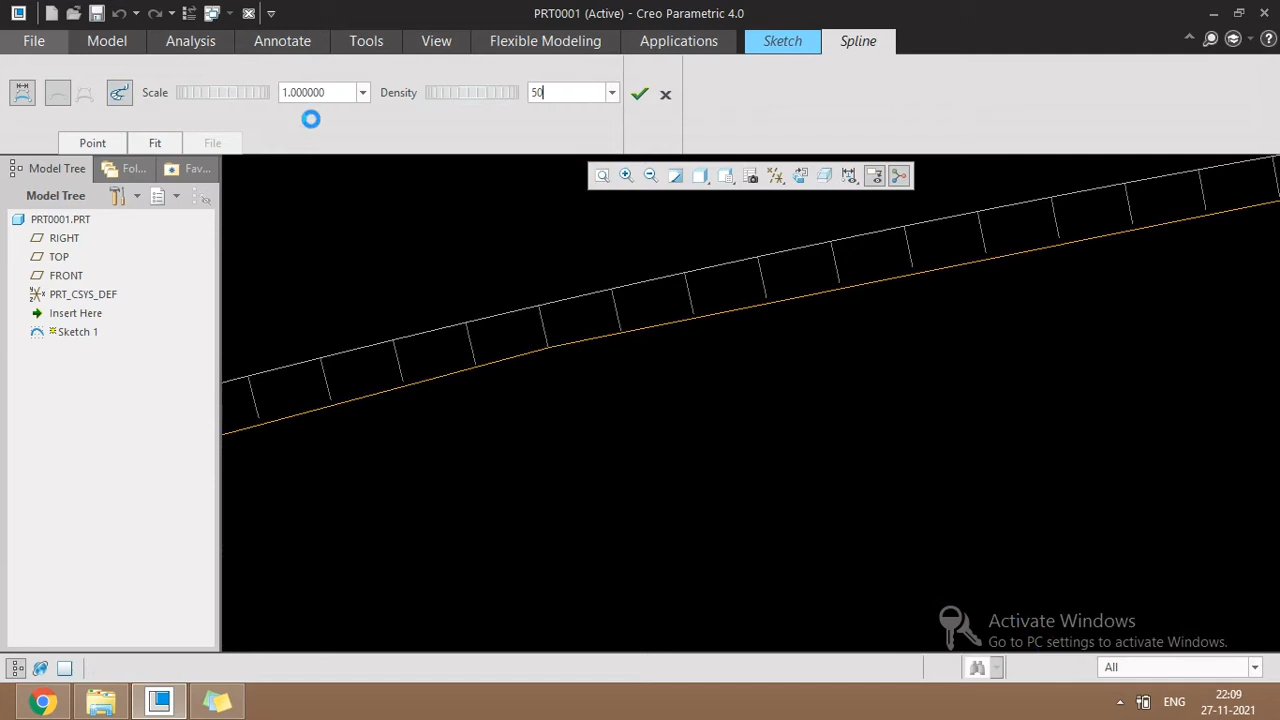 PRT0001 (Active) - Creo Parametric 4.0
File Model Analysis Annotate Tools View Flexible Modeling Applications Sketch Spline
Scale 1.000000 Density 50
Point Fit File
Model Tree Fol... Fav...
Model Tree
PRT0001.PRT
RIGHT
TOP
FRONT
PRT_CSYS_DEF
Insert Here
Sketch 1
Activate Windows
Go to PC settings to activate Windows.
All
ENG 22:09
27-11-2021